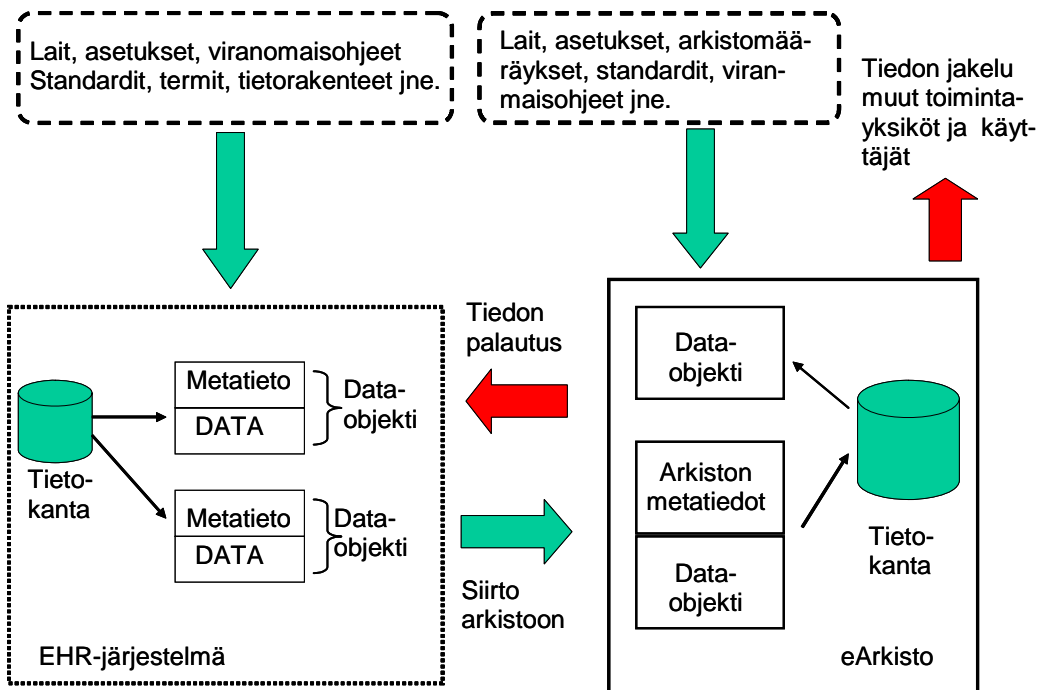 Lait, asetukset, viranomaisohjeet
Standardit, termit, tietorakenteet jne.
Lait, asetukset, arkistomää-
räykset, standardit, viran-
maisohjeet jne.
Tiedon jakelu
muut toiminta-
yksiköt ja käyt-
täjät
Metatieto
DATA
Data-
objekti
Tieto-
kanta
Metatieto
DATA
Data-
objekti
EHR-järjestelmä
Tiedon
palautus
Siirto
arkistoon
Data-
objekti
Arkiston
metatiedot
Data-
objekti
Tieto-
kanta
eArkisto